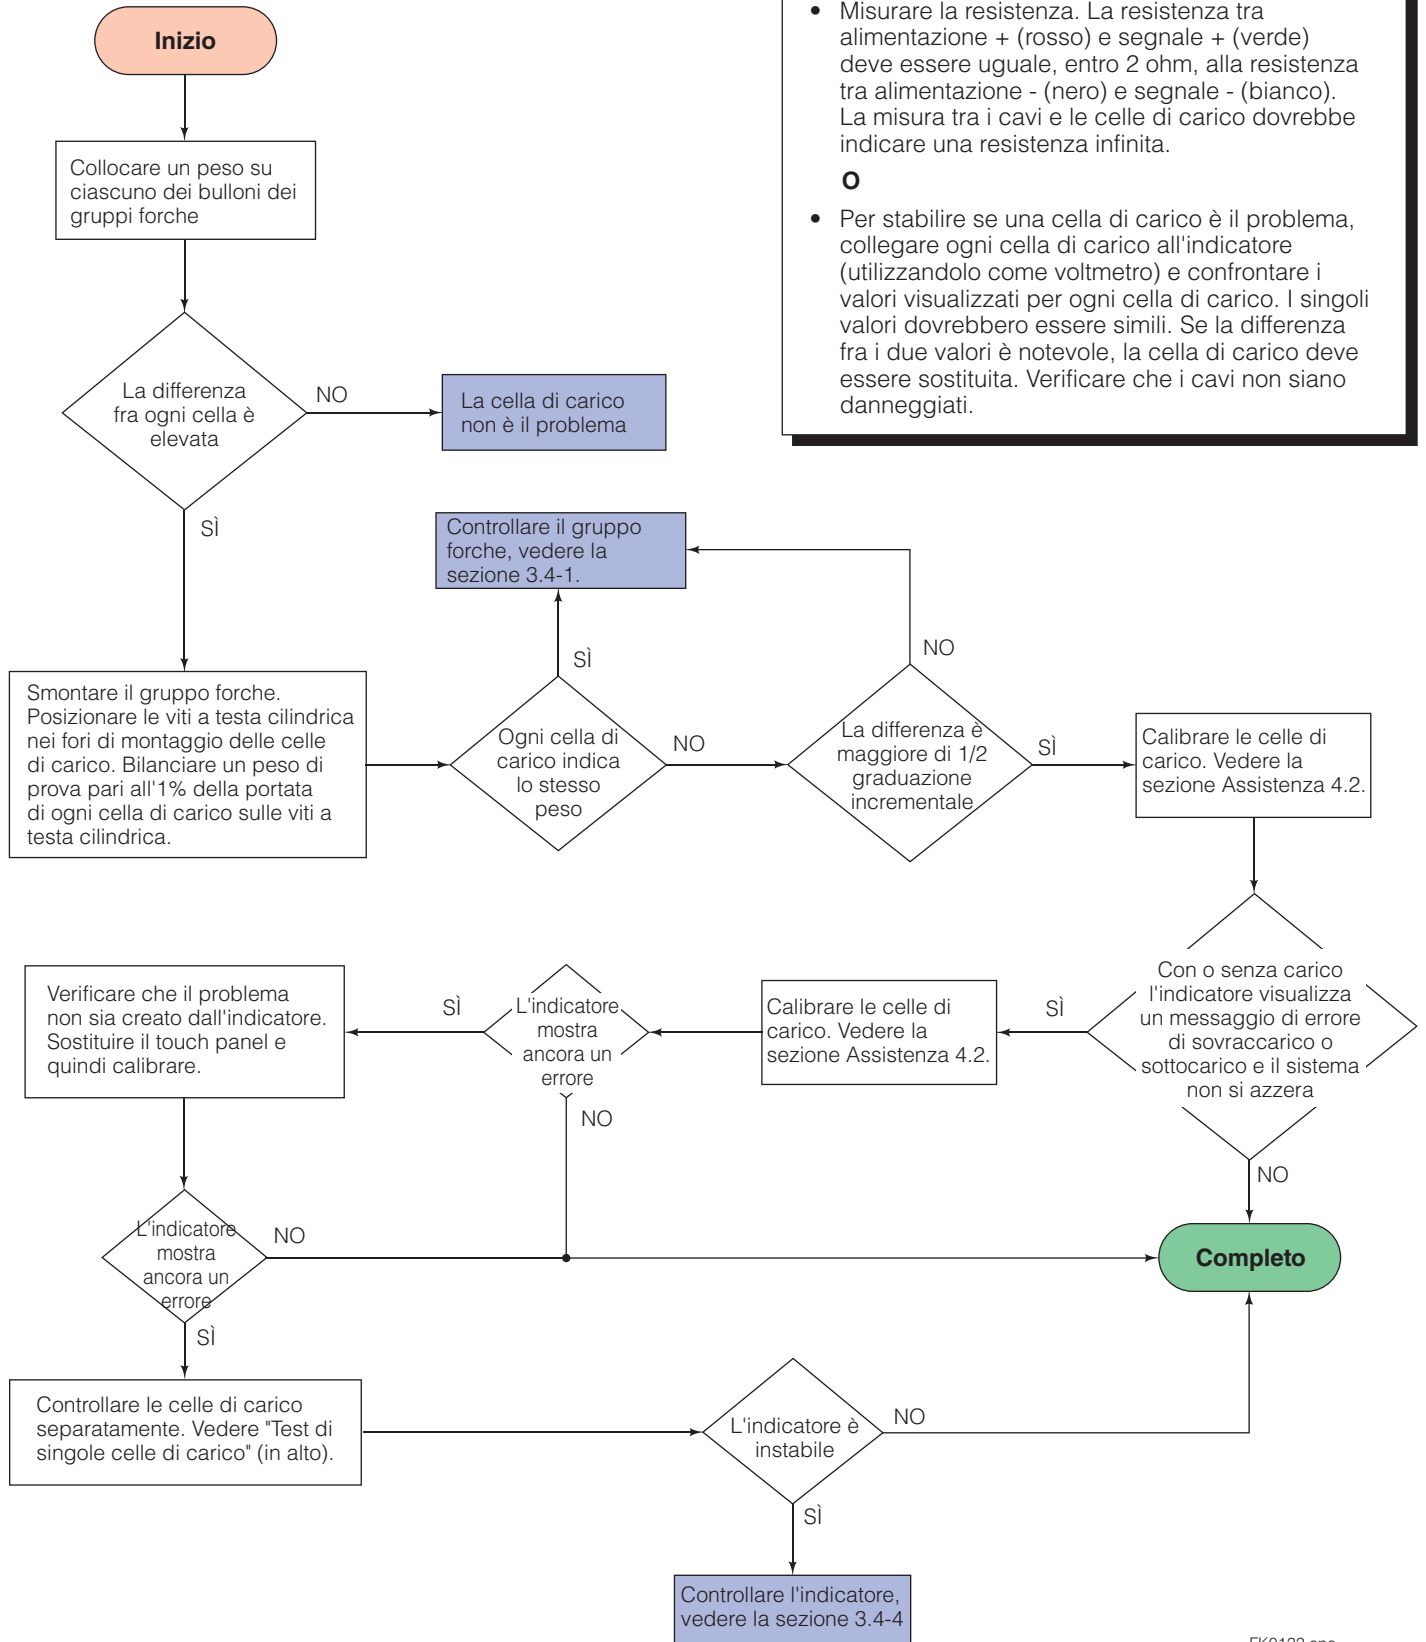 Inizio
Collocare un peso su
ciascuno dei bulloni dei
gruppi forche
• Misurare la resistenza. La resistenza tra
alimentazione + (rosso) e segnale + (verde)
deve essere uguale, entro 2 ohm, alla resistenza
tra alimentazione - (nero) e segnale - (bianco).
La misura tra i cavi e le celle di carico dovrebbe
indicare una resistenza infinita.
O
• Per stabilire se una cella di carico è il problema,
collegare ogni cella di carico all'indicatore
(utilizzandolo come voltmetro) e confrontare i
valori visualizzati per ogni cella di carico. I singoli
valori dovrebbero essere simili. Se la differenza
fra i due valori è notevole, la cella di carico deve
essere sostituita. Verificare che i cavi non siano
danneggiati.
La differenza
fra ogni cella è
elevata
NO
La cella di carico
non è il problema
SÌ
Controllare il gruppo
forche, vedere la
sezione 3.4-1.
Smontare il gruppo forche.
Posizionare le viti a testa cilindrica
nei fori di montaggio delle celle
di carico. Bilanciare un peso di
prova pari all'1% della portata
di ogni cella di carico sulle viti a
testa cilindrica.
SÌ
Ogni cella di
carico indica
lo stesso
peso
NO
NO
La differenza è
maggiore di 1/2
graduazione
incrementale
SÌ
Calibrare le celle di
carico. Vedere la
sezione Assistenza 4.2.
Con o senza carico
l'indicatore visualizza
un messaggio di errore
di sovraccarico o
sottocarico e il sistema
non si azzera
SÌ
Calibrare le celle di
carico. Vedere la
sezione Assistenza 4.2.
L'indicatore
mostra
ancora un
errore
SÌ
NO
Verificare che il problema
non sia creato dall'indicatore.
Sostituire il touch panel e
quindi calibrare.
NO
L'indicatore
mostra
ancora un
errore
NO
Completo
SÌ
Controllare le celle di carico
separatamente. Vedere "Test di
singole celle di carico" (in alto).
L'indicatore è
instabile
NO
SÌ
Controllare l'indicatore,
vedere la sezione 3.4-4